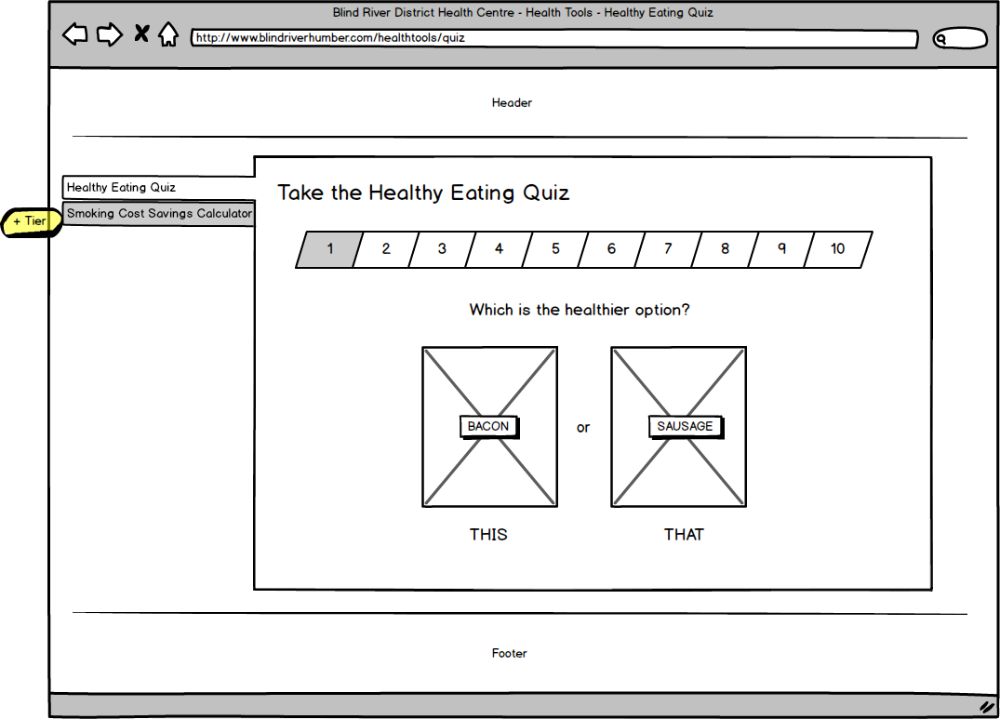 Blind River District Health Centre - Health Tools - Healthy Eating Quiz
http://www.blindriverhumber.com/healthtools/quiz
Header
Healthy Eating Quiz
Smoking Cost Savings Calculator
+ Tier
Take the Healthy Eating Quiz
1 2 3 4 5 6 7 8 9 10
Which is the healthier option?
BACON or SAUSAGE
THIS THAT
Footer